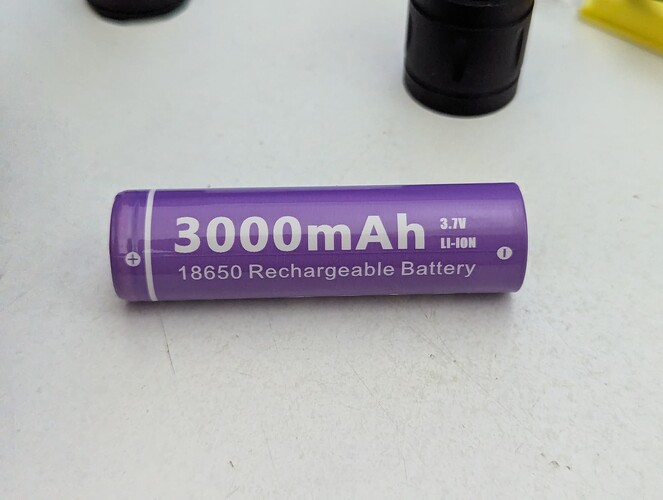 3000mAh
3.7V
LI-ION
18650 Rechargeable Battery
+
-